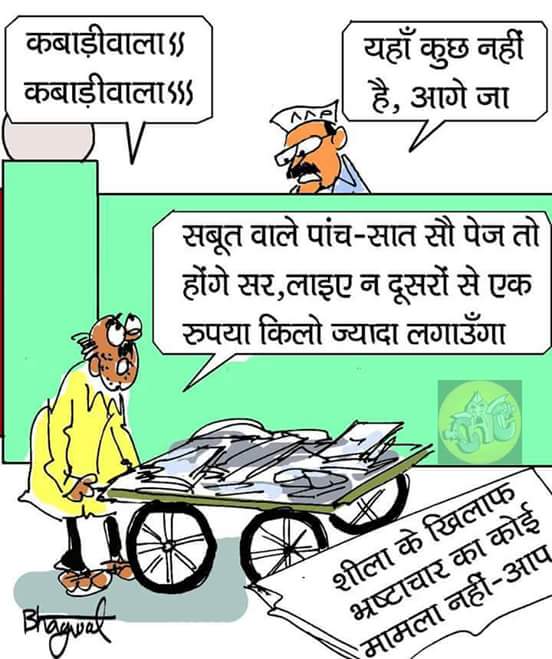 कबाड़ीवालाऽऽ
कबाड़ीवालाऽऽऽ
यहाँ कुछ नहीं
है, आगे जा
AAP
सबूत वाले पांच-सात सौ पेज तो
होंगे सर,लाइए न दूसरों से एक
रुपया किलो ज्यादा लगाउँगा
शीला के खिलाफ
भ्रष्टाचार का कोई
मामला नहीं-आप
Bhagwat